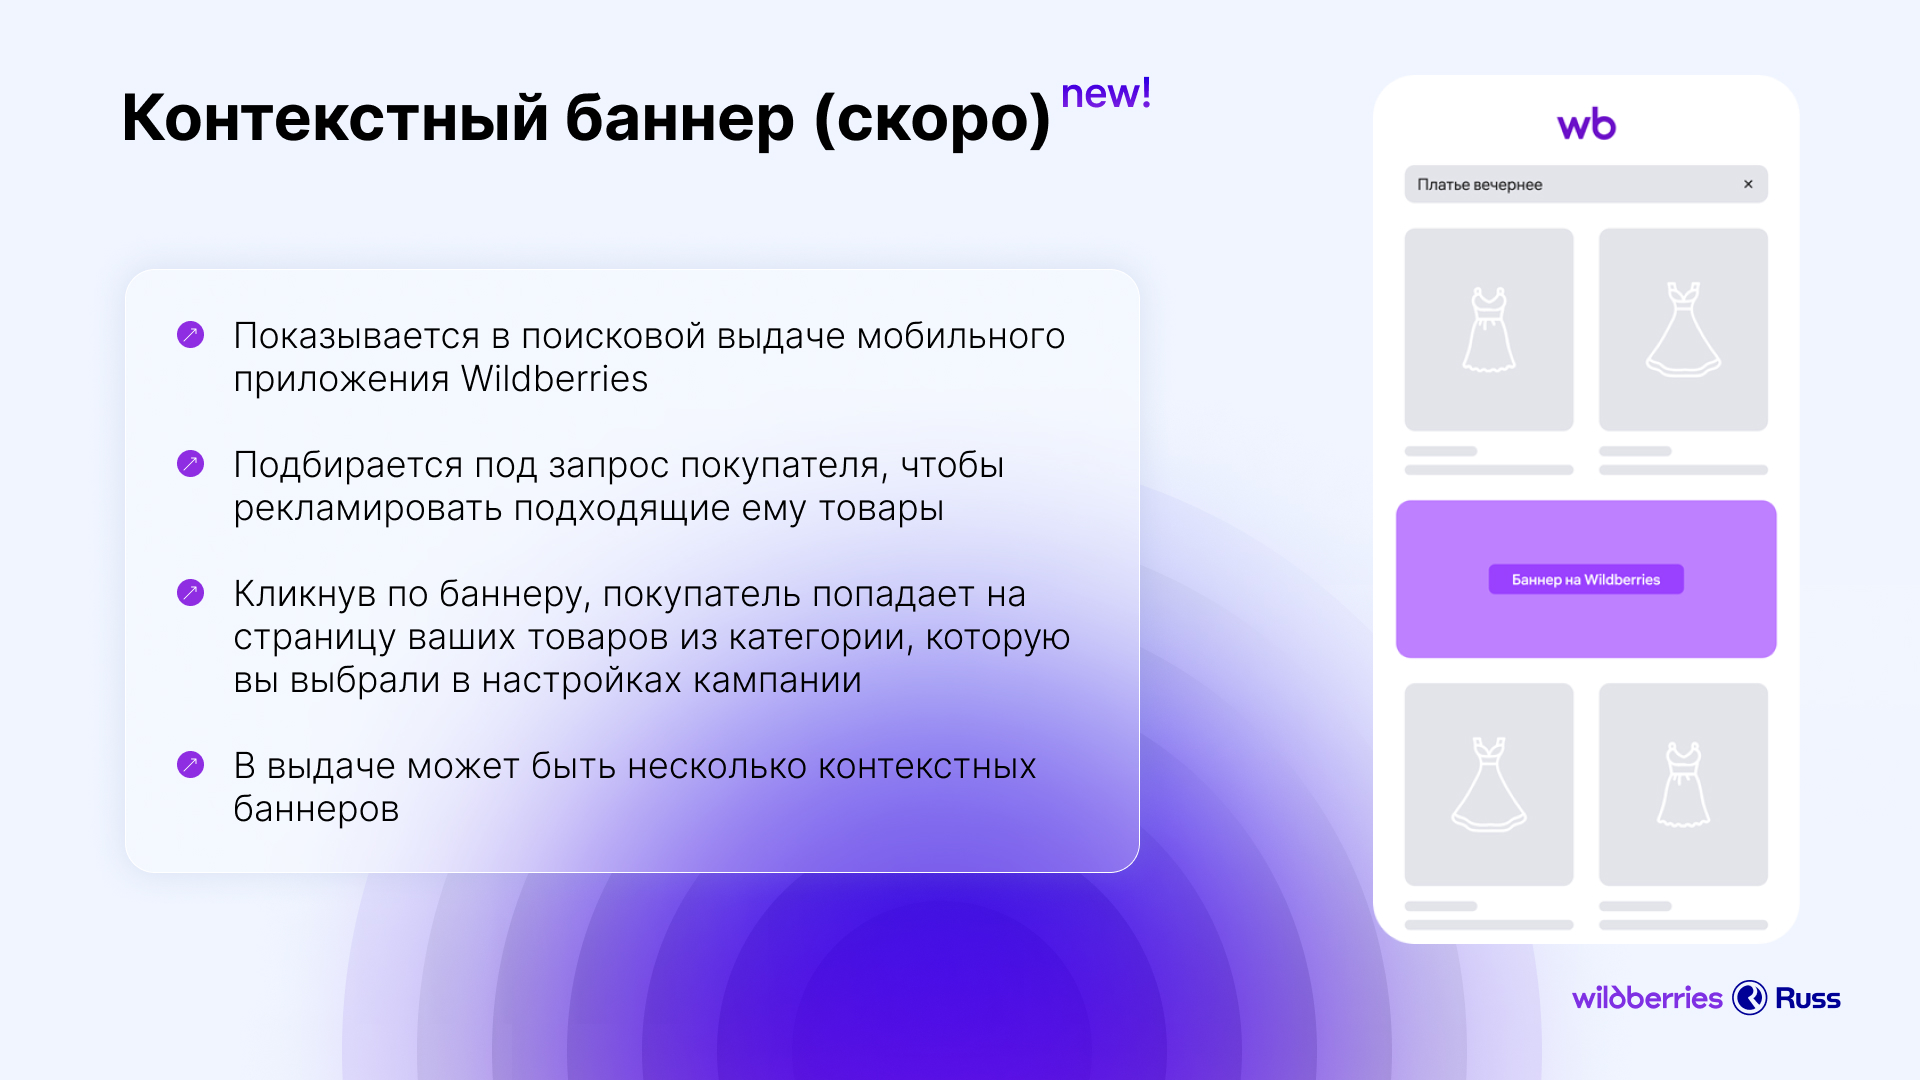 Контекстный баннер (скоро) new!
Показывается в поисковой выдаче мобильного
приложения Wildberries
Подбирается под запрос покупателя, чтобы
рекламировать подходящие ему товары
Кликнув по баннеру, покупатель попадает на
страницу ваших товаров из категории, которую
вы выбрали в настройках кампании
В выдаче может быть несколько контекстных
баннеров
wb
Платье вечернее ×
Баннер на Wildberries
wildberries Russ